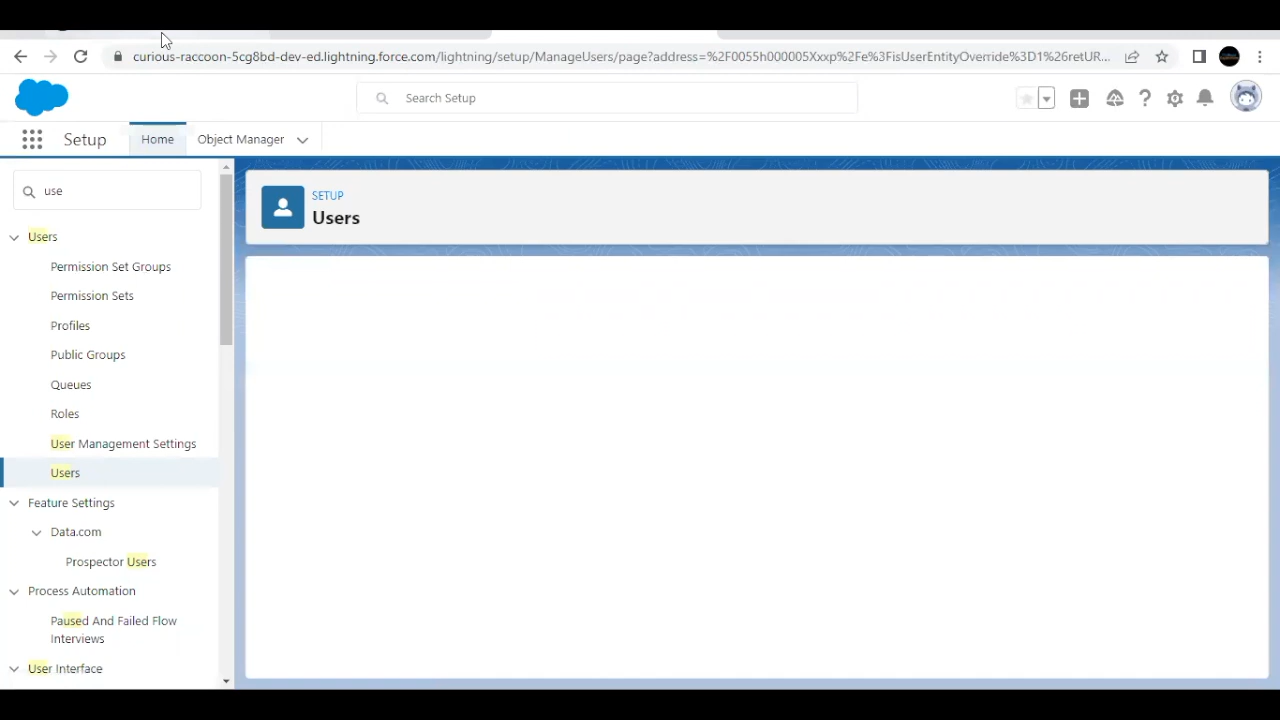 curious-raccoon-5cg8bd-dev-ed.lightning.force.com/lightning/setup/ManageUsers/page?address=%2F0055h000005Xxxp%2Fe%3FisUserEntityOverride%3D1%26retUR...
Search Setup
Setup
Home
Object Manager
use
Users
Permission Set Groups
Permission Sets
Profiles
Public Groups
Queues
Roles
User Management Settings
Users
Feature Settings
Data.com
Prospector Users
Process Automation
Paused And Failed Flow
Interviews
User Interface
SETUP
Users